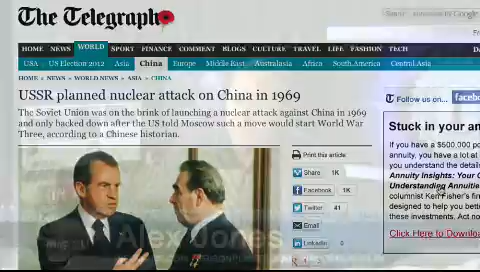 The Telegraph
Search
HOME NEWS WORLD SPORT FINANCE COMMENT BLOGS CULTURE TRAVEL LIFE FASHION TECH
USA US Election 2012 Asia China Europe Middle East Australasia Africa South America Central Asia
HOME » NEWS » WORLD NEWS » ASIA » CHINA
USSR planned nuclear attack on China in 1969
The Soviet Union was on the brink of launching a nuclear attack against China in 1969
and only backed down after the US told Moscow such a move would start World War
Three, according to a Chinese historian.
Print this article
Share 1K
Facebook 1K
Twitter 41
Email
LinkedIn 0
Follow us on...
Stuck in your an
If you have a $500,000 po
annuity, you have a lot at
you understand the detail
Annuity Insights: Your G
Understanding Annuities
columnist Ken Fisher's firm
designed to help you bett
these investments. Act no
Click Here to Downloa
Alex Jones